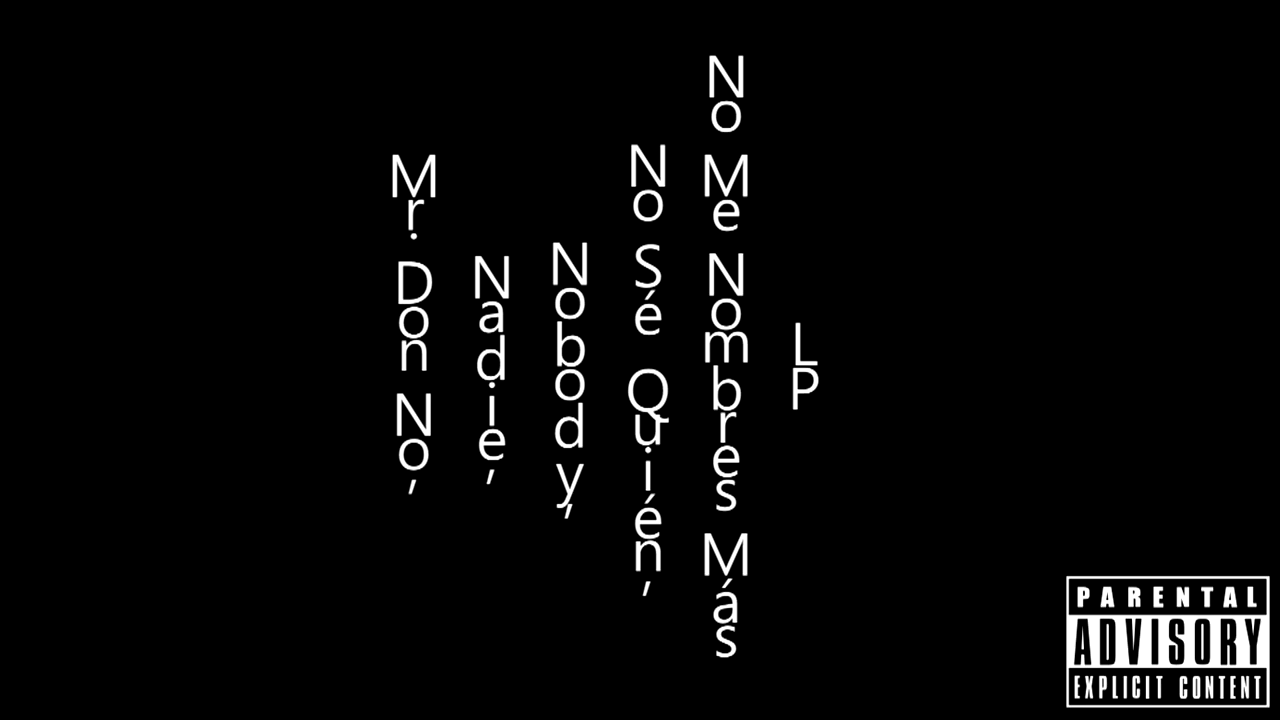 Mr. Don No,
Nadie,
Nobody,
No Sé Quién,
No Me Nombres Más
LP
PARENTAL
ADVISORY
EXPLICIT CONTENT